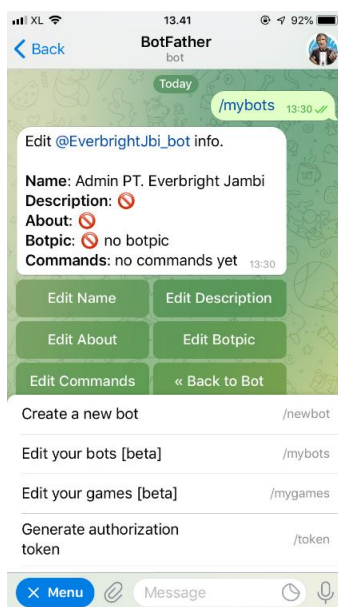 XL 13.41 92%
Back BotFather
bot
Today
/mybots 13:30
Edit @EverbrightJbi_bot info.
Name: Admin PT. Everbright Jambi
Description: 🚫
About: 🚫
Botpic: 🚫 no botpic
Commands: no commands yet 13:30
Edit Name Edit Description
Edit About Edit Botpic
Edit Commands « Back to Bot
Create a new bot /newbot
Edit your bots [beta] /mybots
Edit your games [beta] /mygames
Generate authorization
token /token
Menu Message